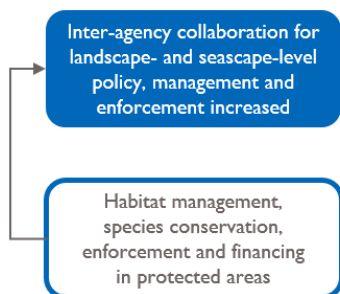 Inter-agency collaboration for
landscape- and seascape-level
policy, management and
enforcement increased
Habitat management,
species conservation,
enforcement and financing
in protected areas